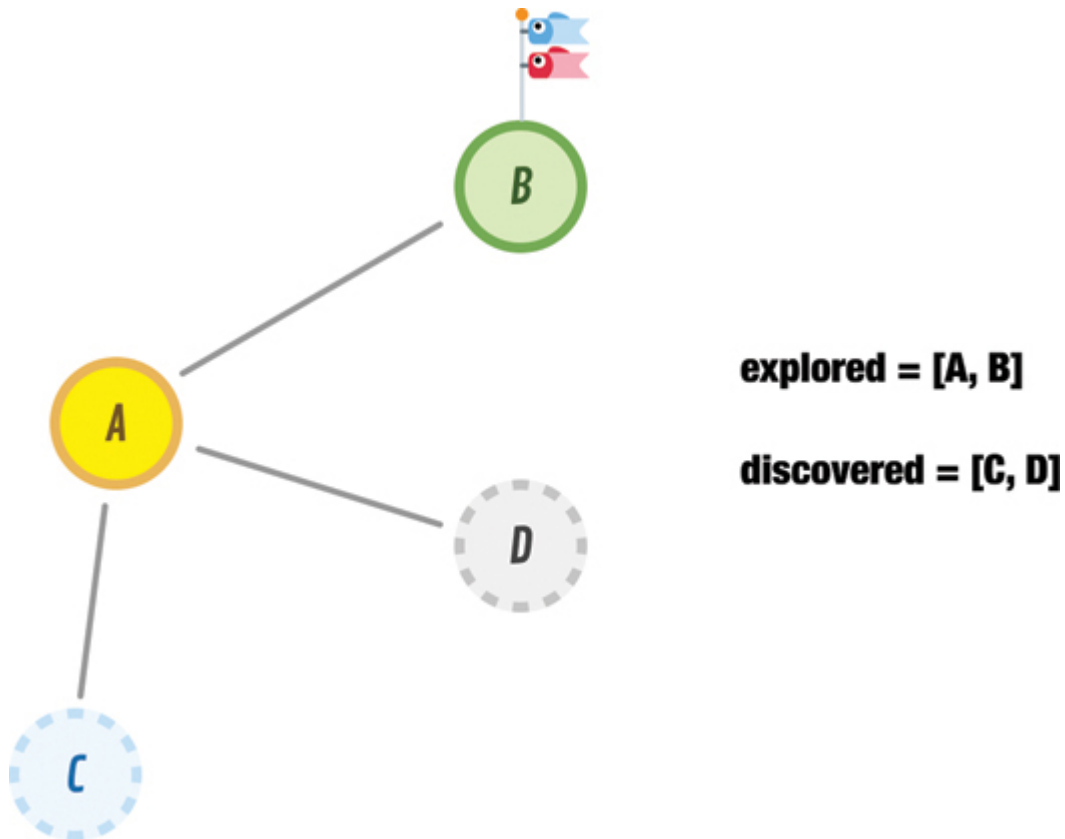 B
A
explored = [A, B]
discovered = [C, D]
D
C